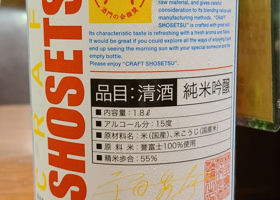 raw material, and gives careful
consideration to its blending ratio and
manufacturing methods. "CRAFT
SHOSETSU" is crafted with great skill
Its characteristic taste is refreshing with a fresh aroma and
It would be great if you could explore all the ways of enjoying
end up seeing the morning sun with your special someone and the
empty bottle.
Please enjoy "CRAFT SHOSETSU".
CRAFT
SHOSETS
品目：清酒 純米吟醸
■内容量：1.8ℓ
■アルコール分：15度
■原材料名：米（国産）、米こうじ（国産米）
■原料米：誉富士100％使用
■精米歩合：55％